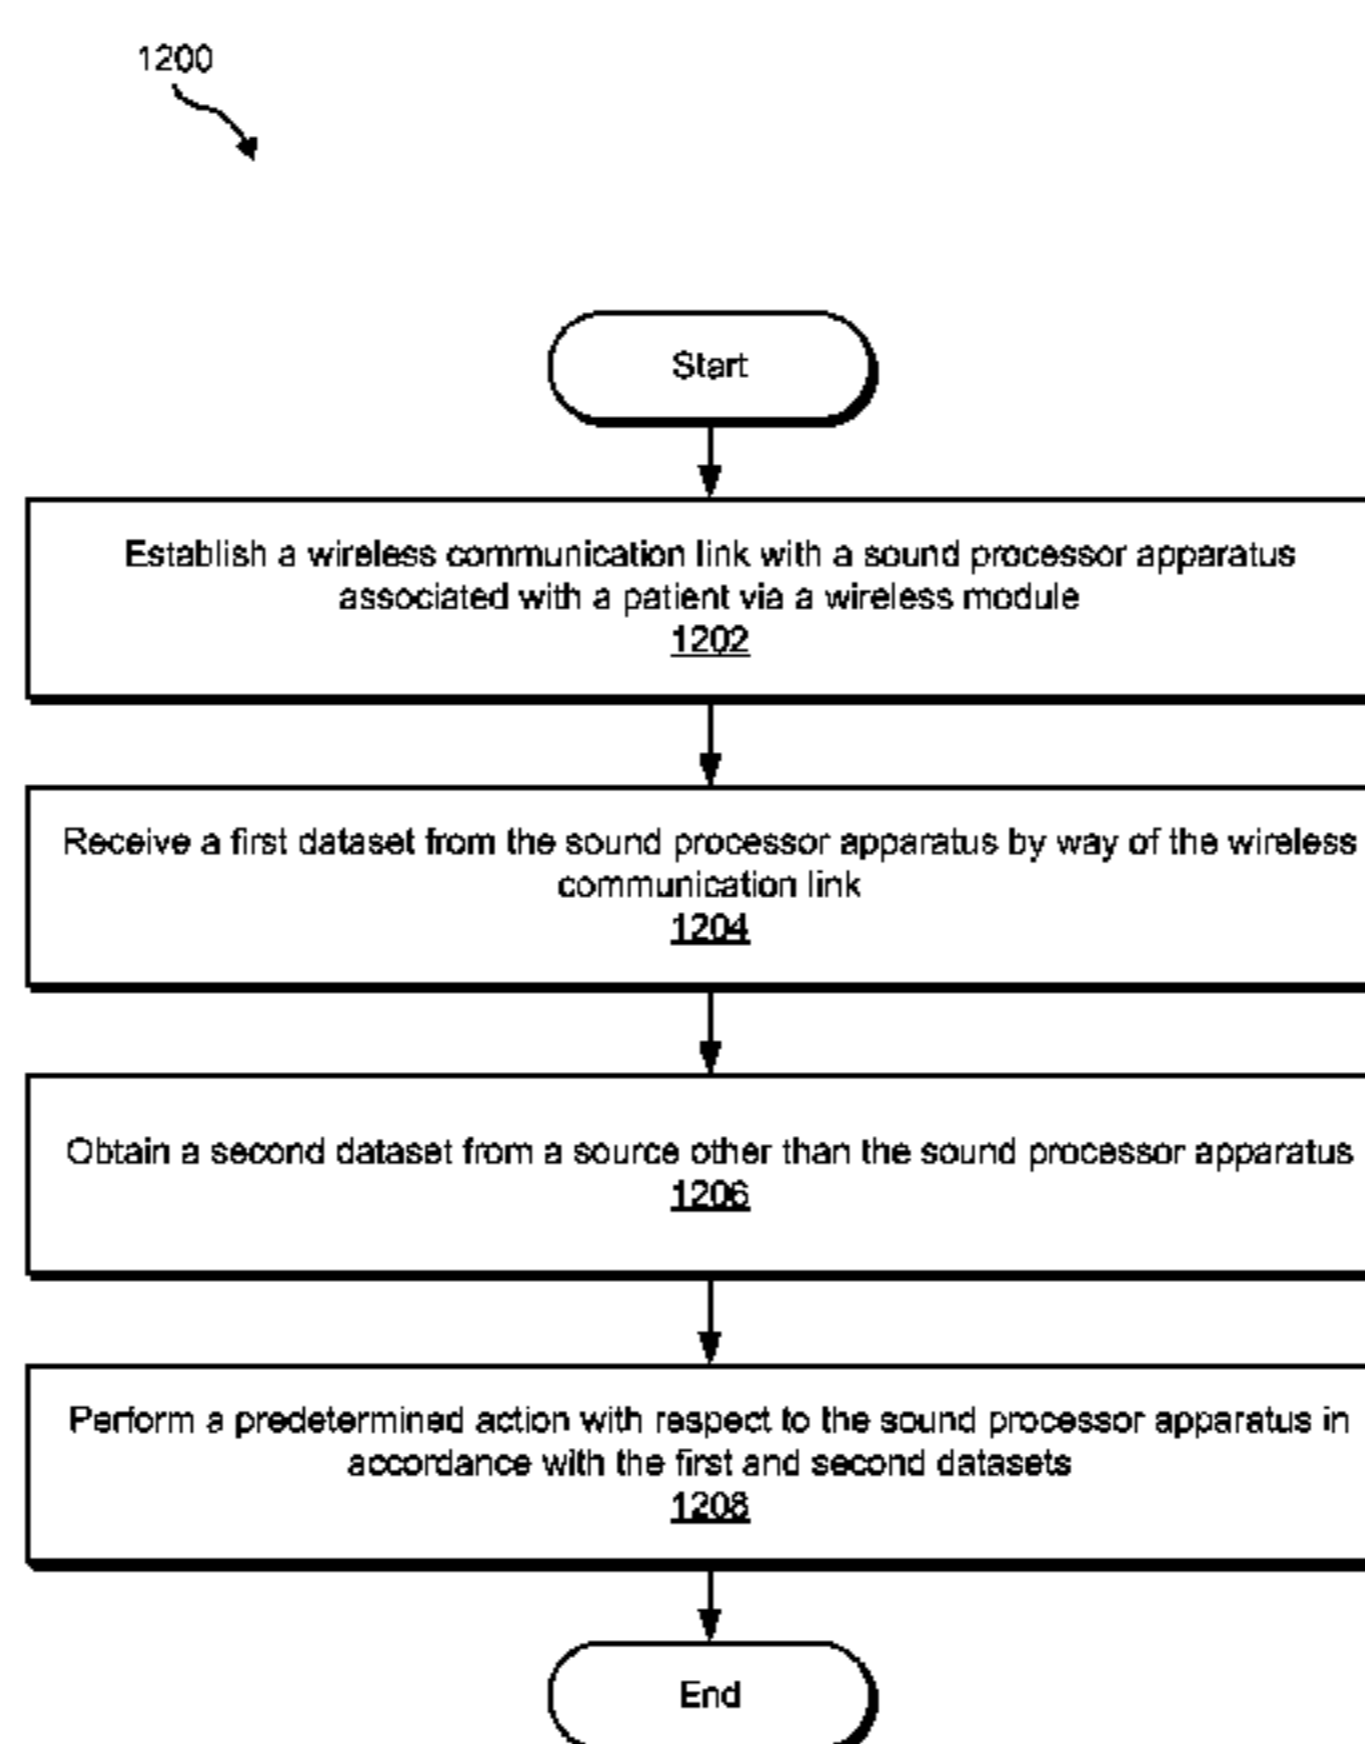 1200
Start
Establish a wireless communication link with a sound processor apparatus
associated with a patient via a wireless module
1202
Receive a first dataset from the sound processor apparatus by way of the wireless
communication link
1204
Obtain a second dataset from a source other than the sound processor apparatus
1206
Perform a predetermined action with respect to the sound processor apparatus in
accordance with the first and second datasets
1208
End